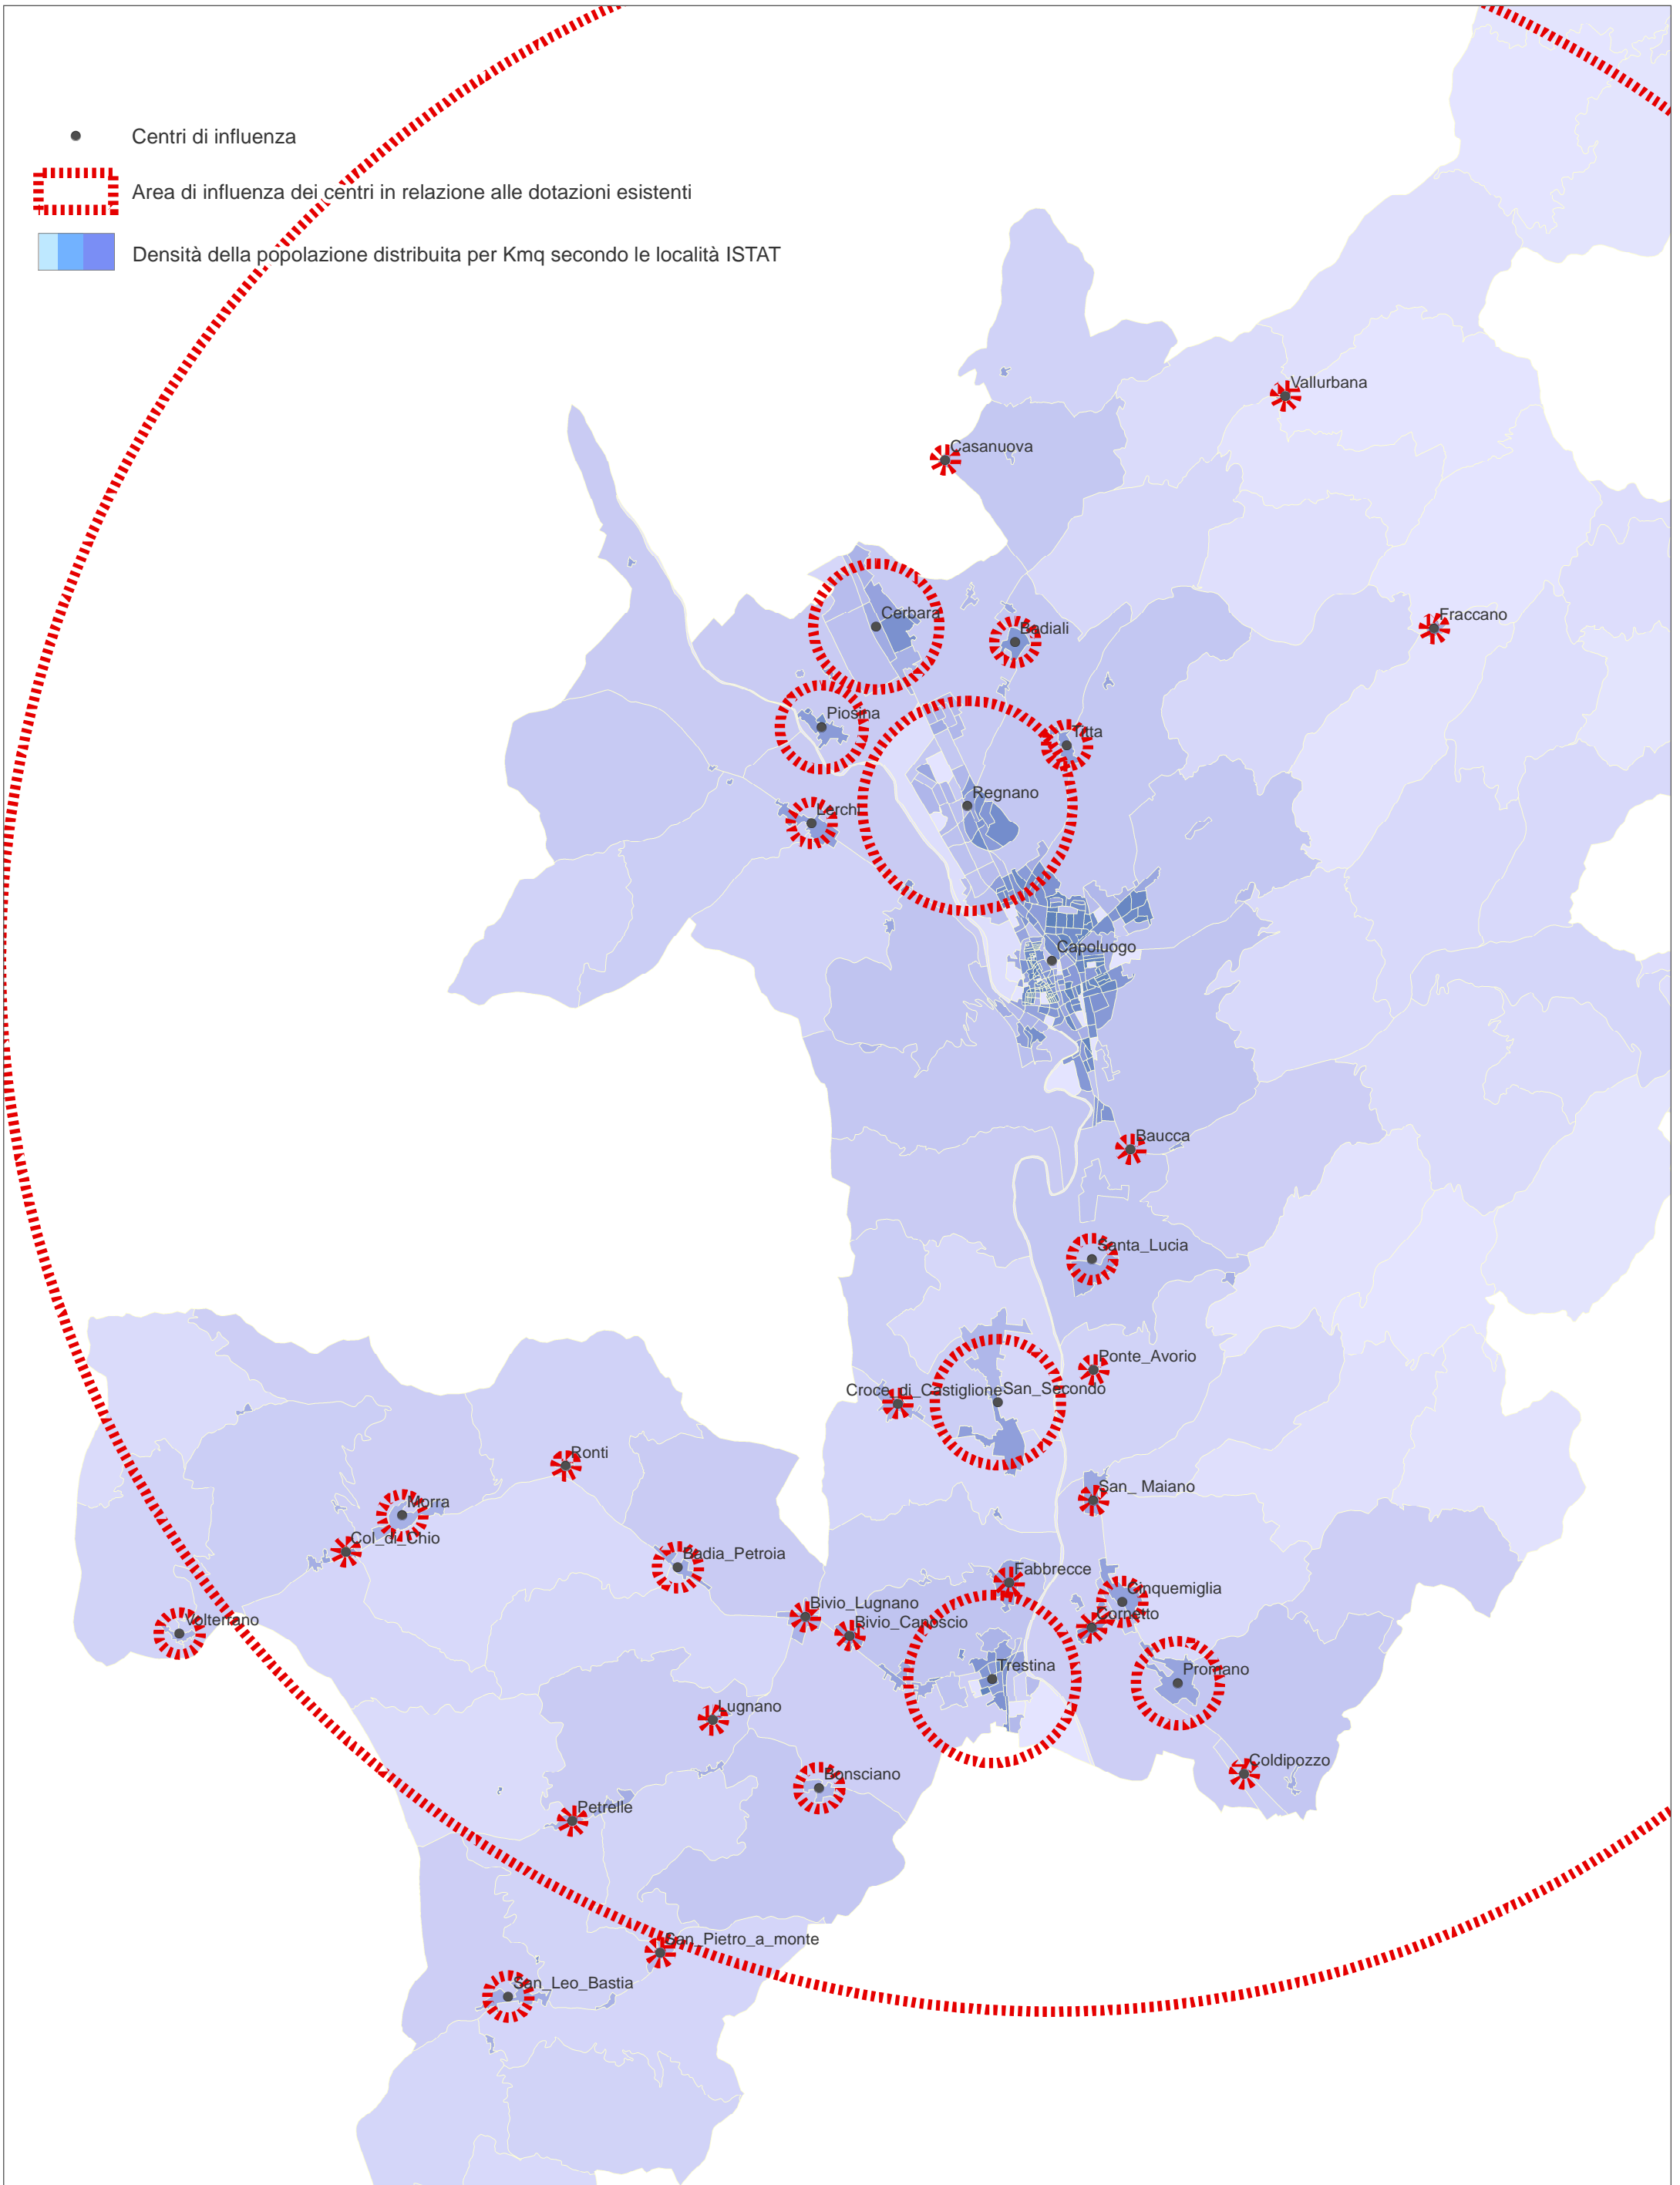 Centri di influenza
Area di influenza dei centri in relazione alle dotazioni esistenti
Densità della popolazione distribuita per Kmq secondo le località ISTAT
Vallurbana
Casanuova
Cerbara
Fraccano
Badiali
Piosina
Titta
Regnano
Lerchi
Capoluogo
Baucca
Santa_Lucia
Ponte_Avorio
Croce_di_Castiglione
San_Secondo
Ronti
San_ Maiano
Morra
Col_di_Chio
Badia_Petroia
Fabbrecce
Cinquemiglia
Bivio_Lugnano
Cornetto
Volterrano
Bivio_Canoscio
Trestina
Promano
Lugnano
Coldipozzo
Bonsciano
Petrelle
San_Pietro_a_monte
San_Leo_Bastia